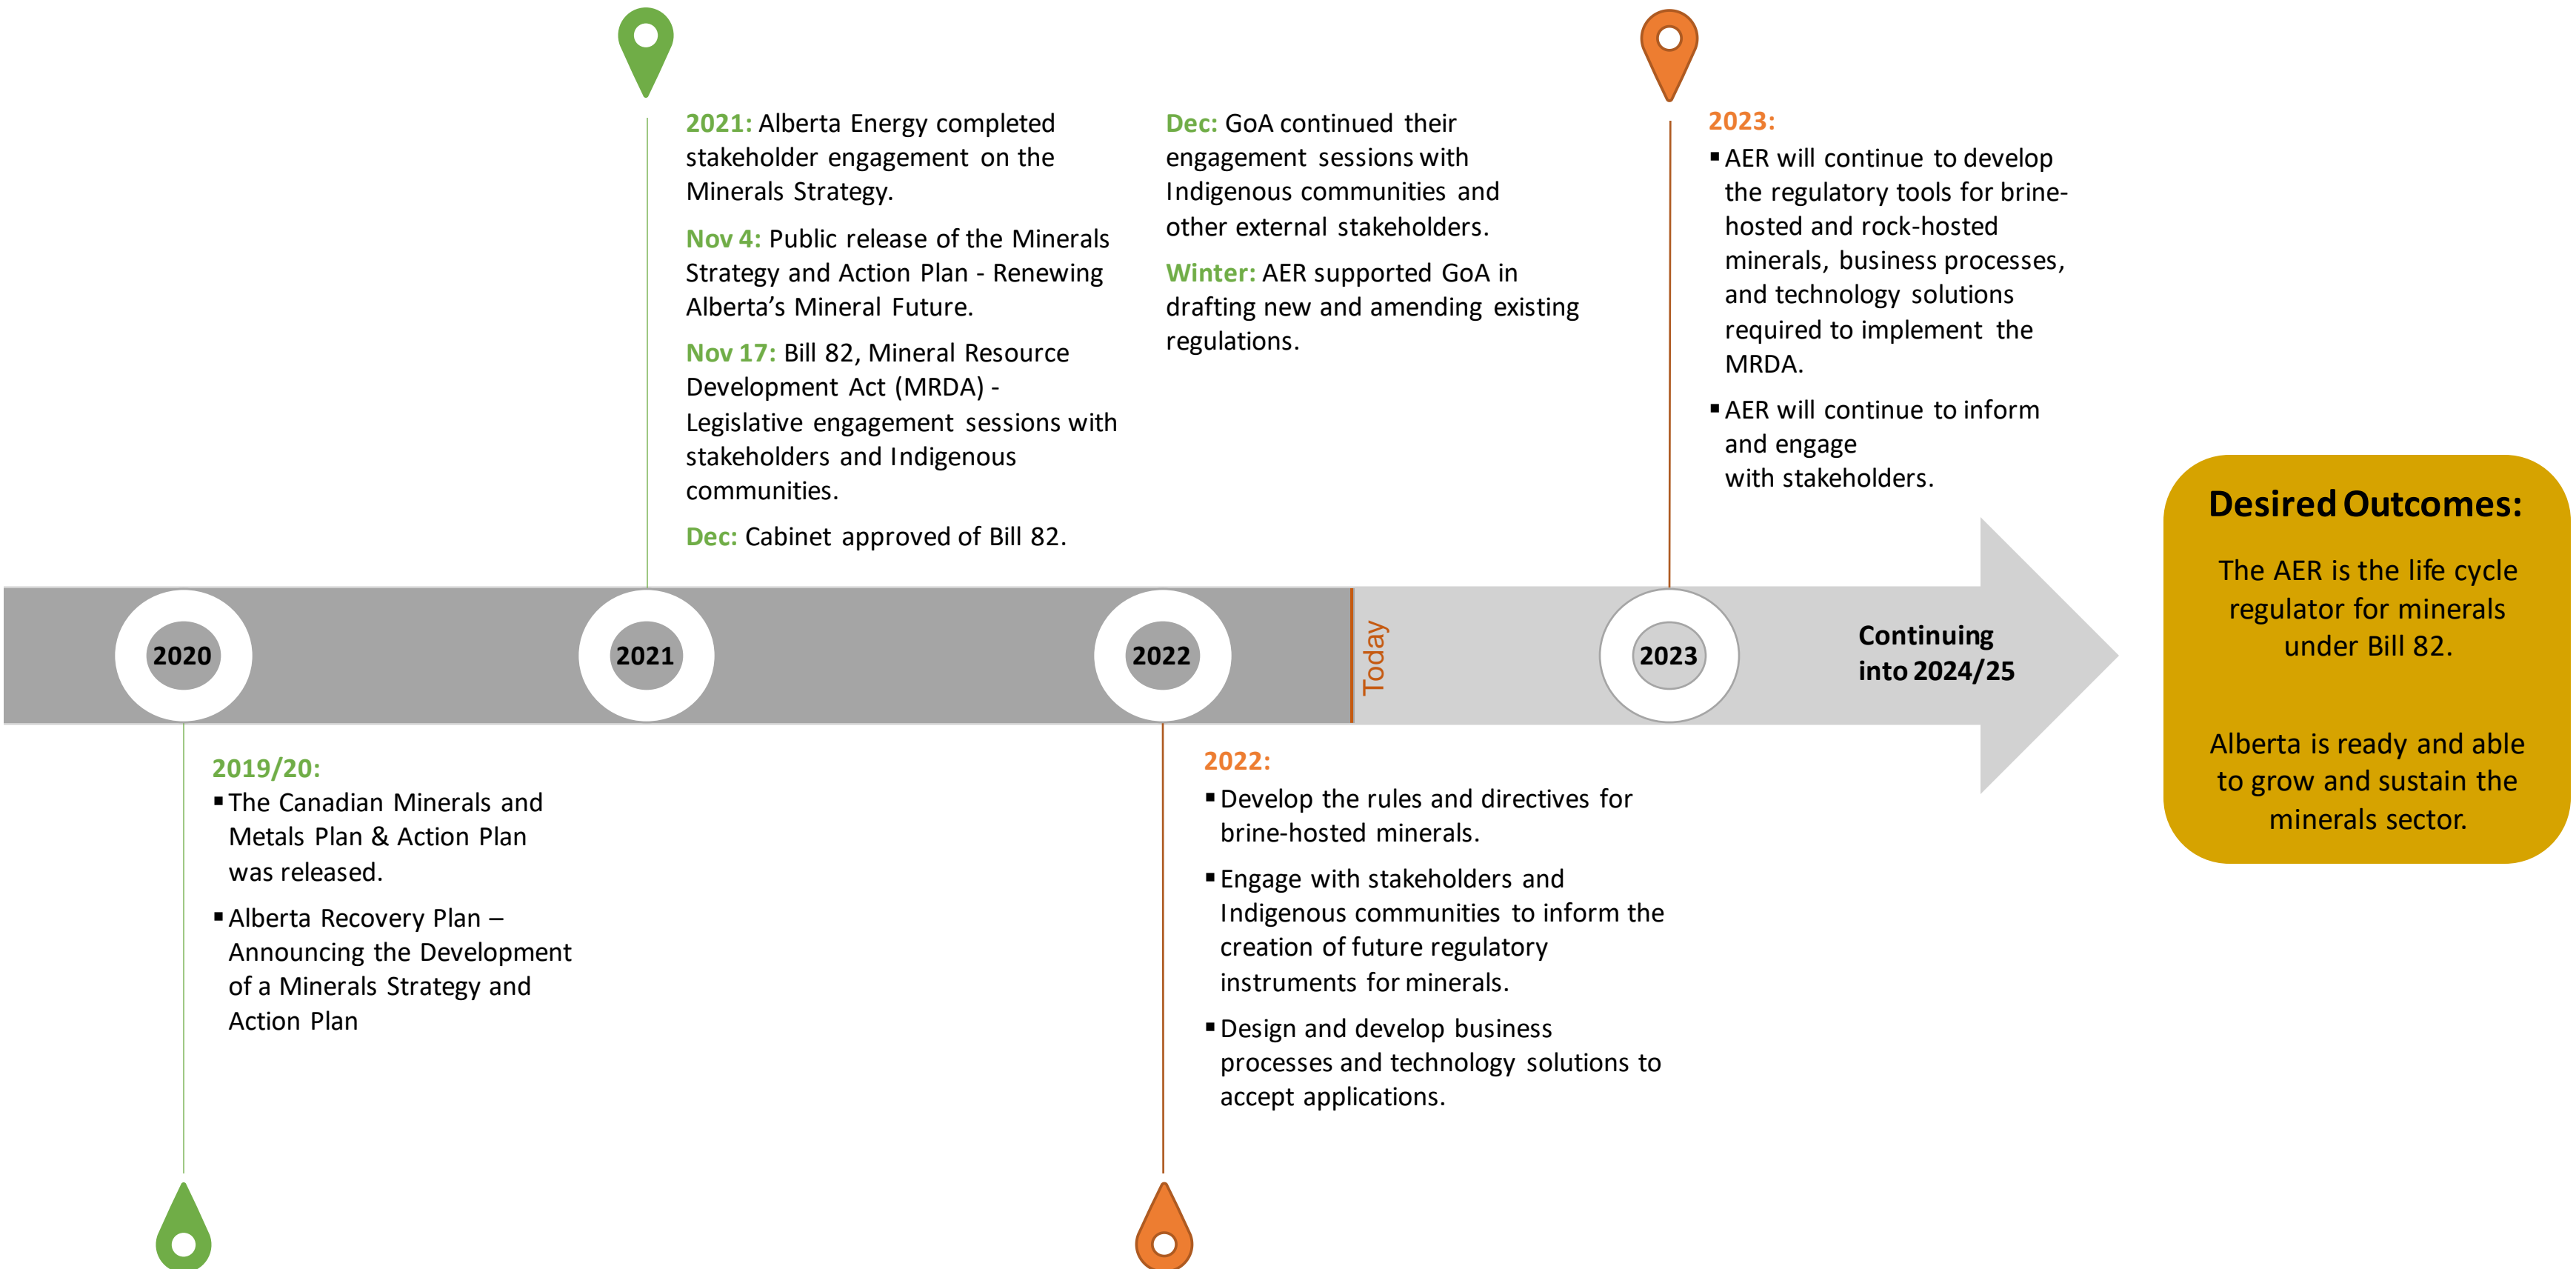 2021: Alberta Energy completed
stakeholder engagement on the
Minerals Strategy.
Nov 4: Public release of the Minerals
Strategy and Action Plan - Renewing
Alberta’s Mineral Future.
Nov 17: Bill 82, Mineral Resource
Development Act (MRDA) -
Legislative engagement sessions with
stakeholders and Indigenous
communities.
Dec: Cabinet approved of Bill 82.
Dec: GoA continued their
engagement sessions with
Indigenous communities and
other external stakeholders.
Winter: AER supported GoA in
drafting new and amending existing
regulations.
2023:
▪ AER will continue to develop
the regulatory tools for brine-
hosted and rock-hosted
minerals, business processes,
and technology solutions
required to implement the
MRDA.
▪ AER will continue to inform
and engage
with stakeholders.
2020
2021
2022
Today
2023
Continuing
into 2024/25
Desired Outcomes:
The AER is the life cycle
regulator for minerals
under Bill 82.
Alberta is ready and able
to grow and sustain the
minerals sector.
2019/20:
▪ The Canadian Minerals and
Metals Plan & Action Plan
was released.
▪ Alberta Recovery Plan –
Announcing the Development
of a Minerals Strategy and
Action Plan
2022:
▪ Develop the rules and directives for
brine-hosted minerals.
▪ Engage with stakeholders and
Indigenous communities to inform the
creation of future regulatory
instruments for minerals.
▪ Design and develop business
processes and technology solutions to
accept applications.